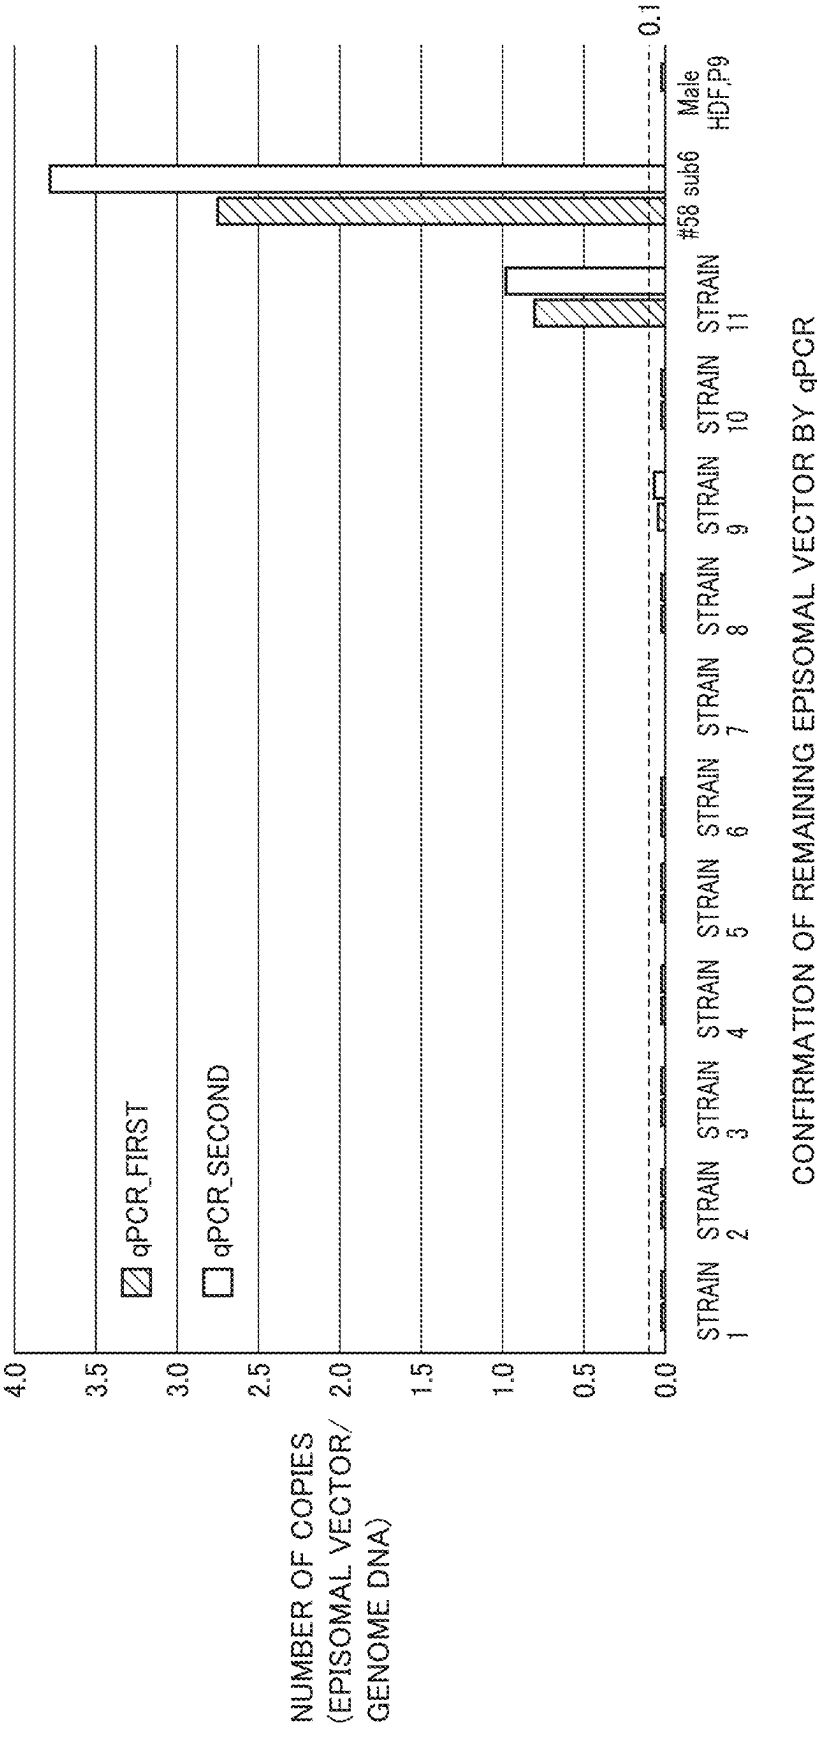 NUMBER OF COPIES
(EPISOMAL VECTOR/
GENOME DNA)
4.0
3.5
3.0
2.5
2.0
1.5
1.0
0.5
0.0
qPCR_FIRST
qPCR_SECOND
0.1
STRAIN
1
STRAIN
2
STRAIN
3
STRAIN
4
STRAIN
5
STRAIN
6
STRAIN
7
STRAIN
8
STRAIN
9
STRAIN
10
STRAIN
11
#58 sub6
Male
HDF,P9
CONFIRMATION OF REMAINING EPISOMAL VECTOR BY qPCR